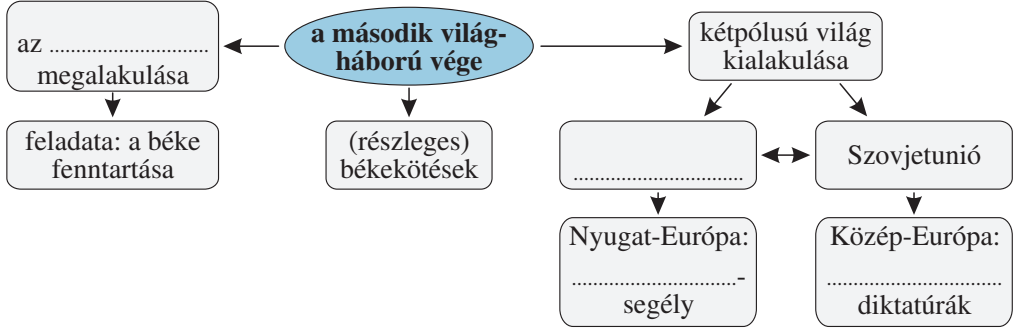 a második világ-
háború vége
az ..............................
megalakulása
feladata: a béke
fenntartása
(részleges)
békekötések
kétpólusú világ
kialakulása
................................
Szovjetunió
Nyugat-Európa:
..............................-
segély
Közép-Európa:
................................
diktatúrák